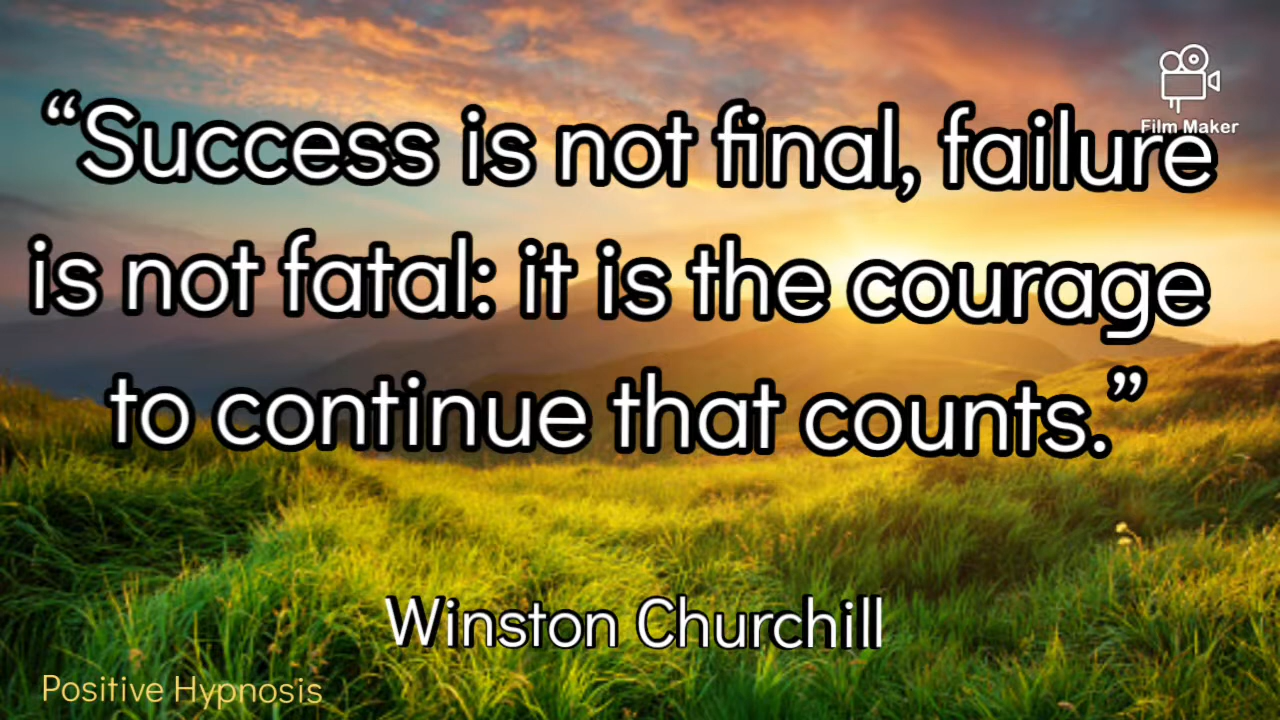 Film Maker
“Success is not final, failure
is not fatal: it is the courage
to continue that counts.”
Winston Churchill
Positive Hypnosis